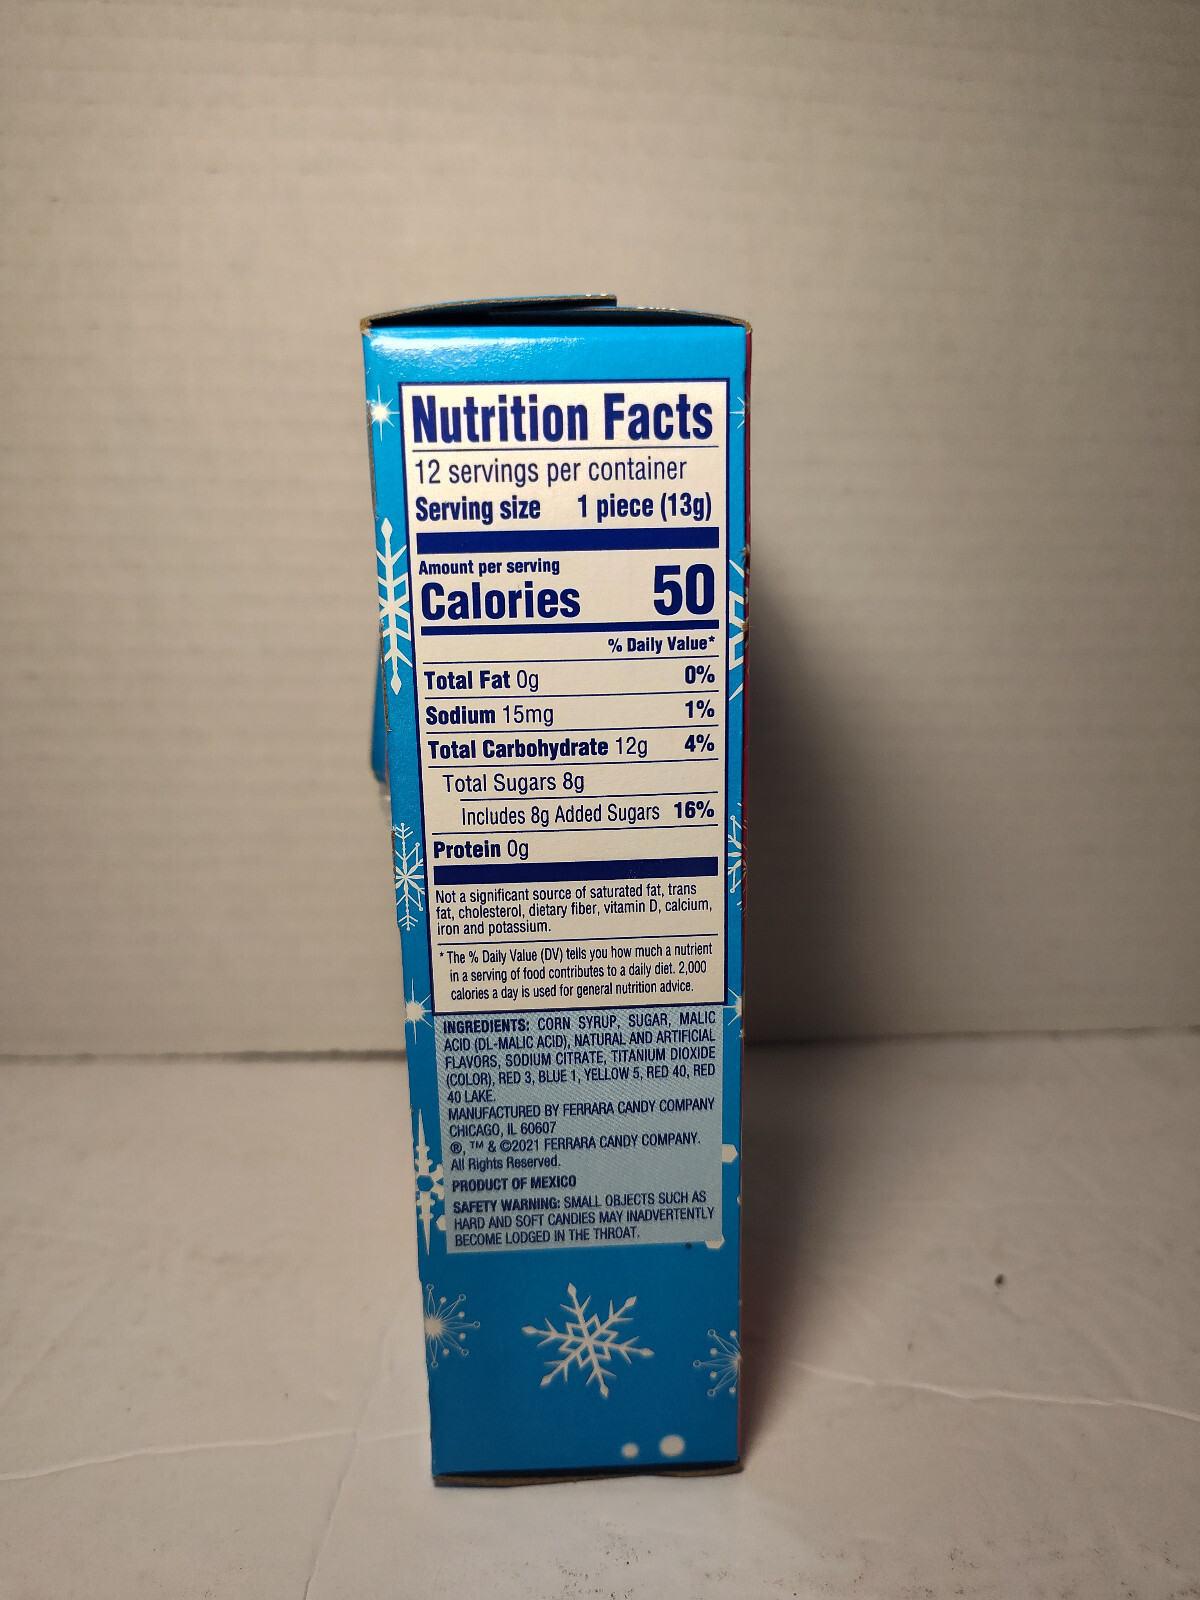 Nutrition Facts
12 servings per container
Serving size 1 piece (13g)
Amount per serving
Calories 50
% Daily Value*
Total Fat 0g 0%
Sodium 15mg 1%
Total Carbohydrate 12g 4%
Total Sugars 8g
Includes 8g Added Sugars 16%
Protein 0g
Not a significant source of saturated fat, trans
fat, cholesterol, dietary fiber, vitamin D, calcium,
iron and potassium.
* The % Daily Value (DV) tells you how much a nutrient
in a serving of food contributes to a daily diet. 2,000
calories a day is used for general nutrition advice.
INGREDIENTS: CORN SYRUP, SUGAR, MALIC
ACID (DL-MALIC ACID), NATURAL AND ARTIFICIAL
FLAVORS, SODIUM CITRATE, TITANIUM DIOXIDE
(COLOR), RED 3, BLUE 1, YELLOW 5, RED 40, RED
40 LAKE.
MANUFACTURED BY FERRARA CANDY COMPANY
CHICAGO, IL 60607
®, ™ & ©2021 FERRARA CANDY COMPANY.
All Rights Reserved.
PRODUCT OF MEXICO
SAFETY WARNING: SMALL OBJECTS SUCH AS
HARD AND SOFT CANDIES MAY INADVERTENTLY
BECOME LODGED IN THE THROAT.